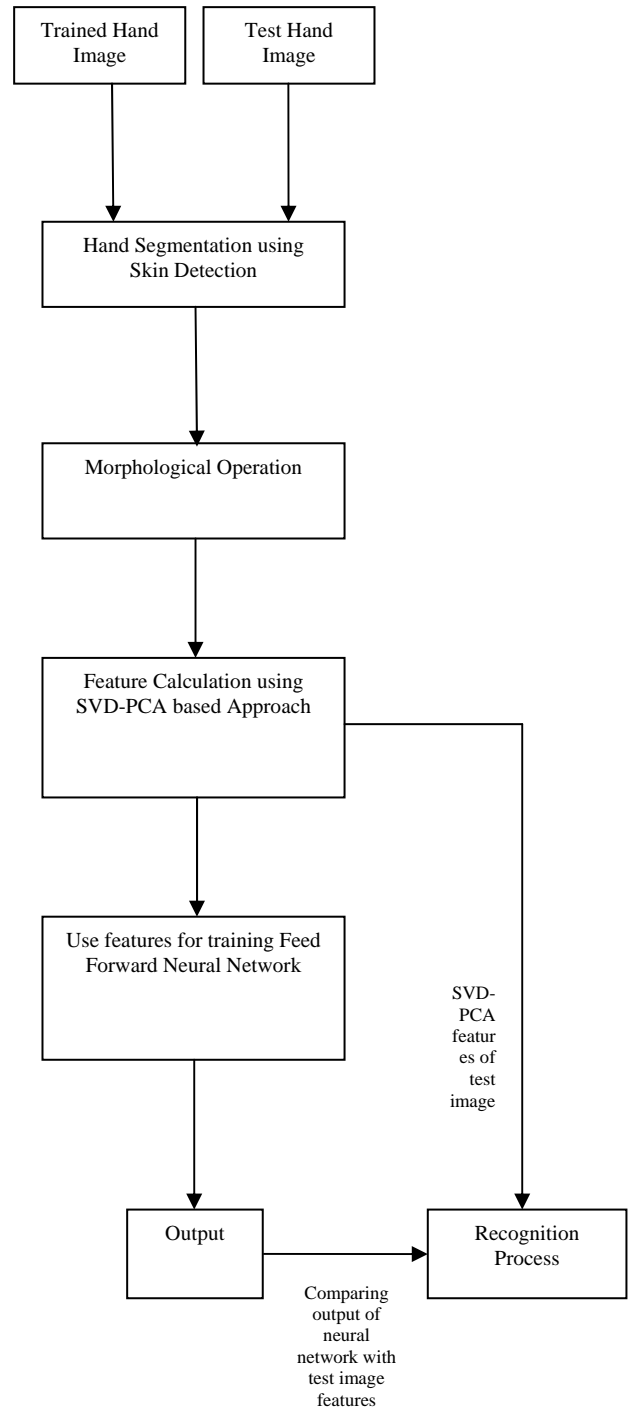 Trained Hand
Image
Test Hand
Image
Hand Segmentation using
Skin Detection
Morphological Operation
Feature Calculation using
SVD-PCA based Approach
Use features for training Feed
Forward Neural Network
SVD-
PCA
featur
es of
test
image
Output
Recognition
Process
Comparing
output of
neural
network with
test image
features